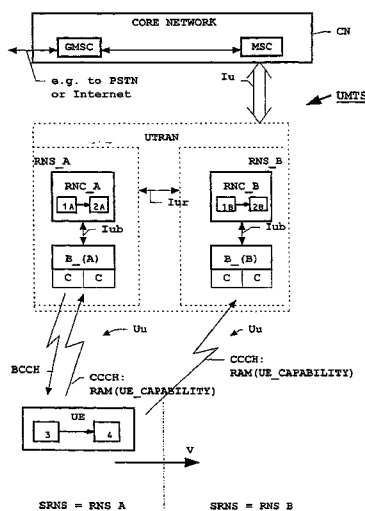 CORE NETWORK
CN
GMSC
MSC
e.g. to PSTN
or Internet
Iu
UMTS
UTRAN
RNS_A
RNS_B
RNC_A
RNC_B
1A
2A
1B
2B
Iur
Iub
Iub
B_(A)
B_(B)
C
C
C
C
Uu
Uu
BCCH
CCCH:
RAM(UE_CAPABILITY)
CCCH:
RAM(UE_CAPABILITY)
UE
3
4
V
SRNS = RNS_A
SRNS = RNS_B